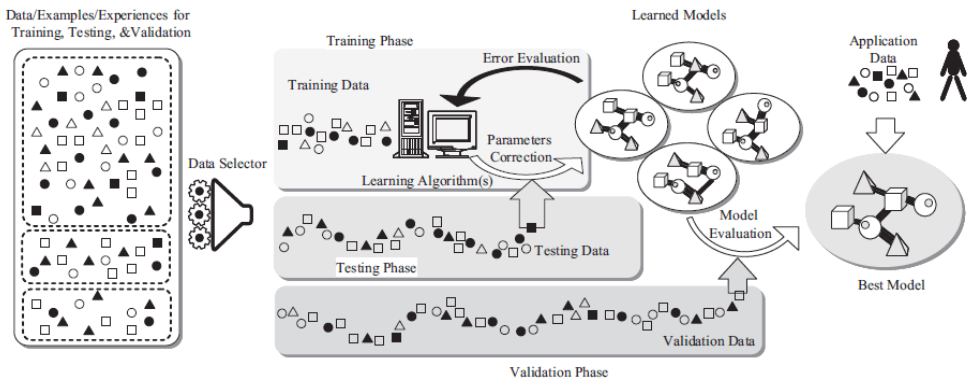 Data/Examples/Experiences for
Training, Testing, &Validation
Data Selector
Training Phase
Training Data
Error Evaluation
Parameters
Correction
Learning Algorithm(s)
Testing Data
Testing Phase
Validation Data
Validation Phase
Learned Models
Model
Evaluation
Application
Data
Best Model